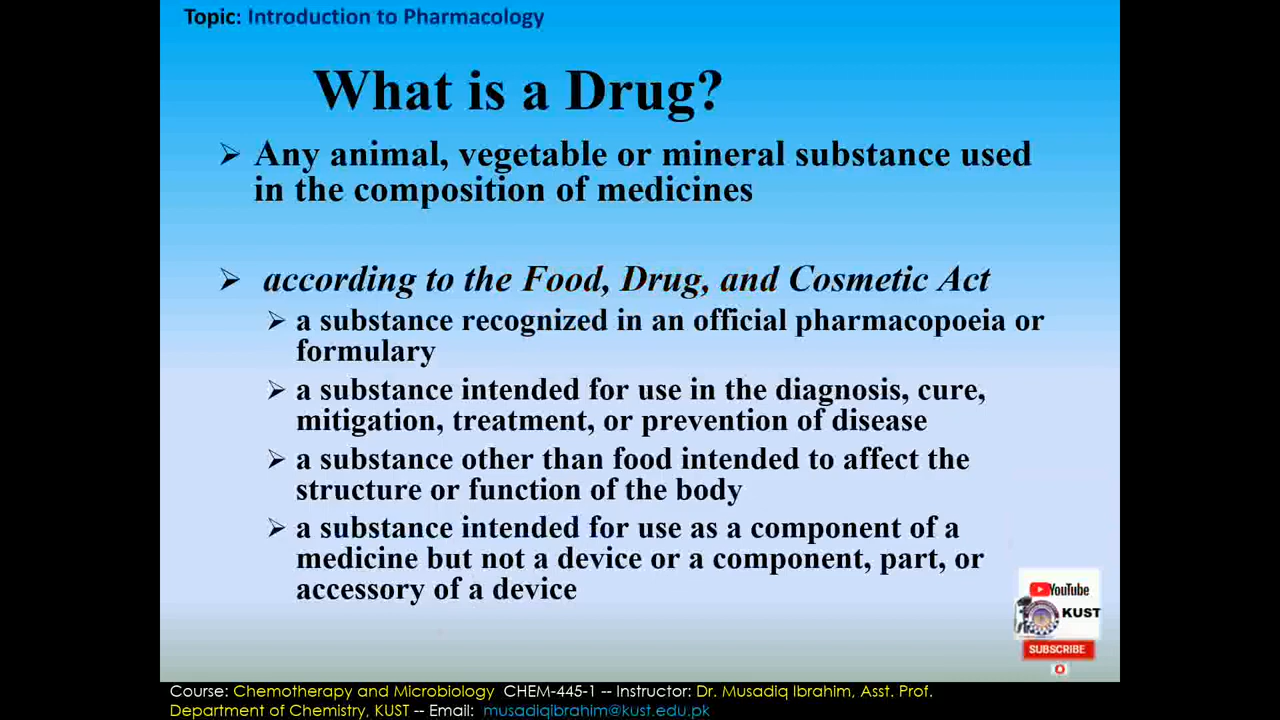 Topic: Introduction to Pharmacology
What is a Drug?
Any animal, vegetable or mineral substance used
in the composition of medicines
according to the Food, Drug, and Cosmetic Act
a substance recognized in an official pharmacopoeia or
formulary
a substance intended for use in the diagnosis, cure,
mitigation, treatment, or prevention of disease
a substance other than food intended to affect the
structure or function of the body
a substance intended for use as a component of a
medicine but not a device or a component, part, or
accessory of a device
YouTube
KUST
SUBSCRIBE
Course: Chemotherapy and Microbiology CHEM-445-1 -- Instructor: Dr. Musadiq Ibrahim, Asst. Prof.
Department of Chemistry, KUST -- Email: musadiqibrahim@kust.edu.pk